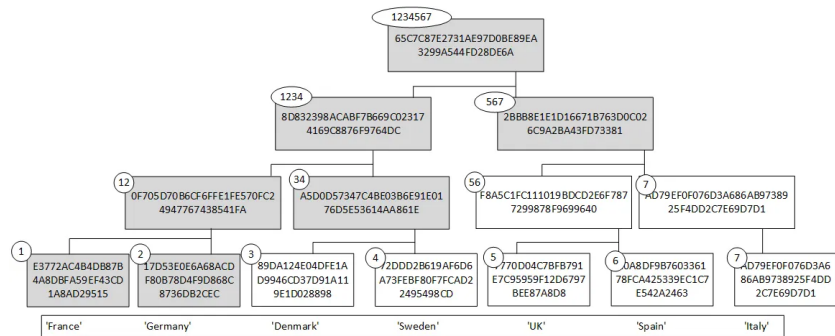 1234567
65C7C87E2731AE97D0BE89EA
3299A544FD28DE6A
1234
8D832398ACABF7B669C02317
4169C8876F9764DC
567
2BBB8E1E1D16671B763D0C02
6C9A2BA43FD73381
12
0F705D70B6CF6FFE1FE570FC2
4947767438541FA
34
A5D0D57347C4BE03B6E91E01
76D5E53614AA861E
56
F8A5C1FC111019BDCD2E6F787
7299878F9699640
7
AD79EF0F076D3A686AB97389
25F4DD2C7E69D7D1
1
E3772AC4B4DB87B
4A8DBFA59EF43CD
1A8AD29515
2
17D53E0E6A68ACD
F80B78D4F9D868C
8736DB2CEC
3
89DA124E04DFE1A
D9946CD37D91A11
9E1D028898
4
72DDD2B619AF6D6
A73FEBF80F7FCAD2
2495498CD
5
770D04C7BFB791
E7C95959F12D6797
BEE87A8D8
6
0A8DF9B7603361
78FCA425339EC1C7
E542A2463
7
AD79EF0F076D3A6
86AB9738925F4DD
2C7E69D7D1
'France' 'Germany' 'Denmark' 'Sweden' 'UK' 'Spain' 'Italy'